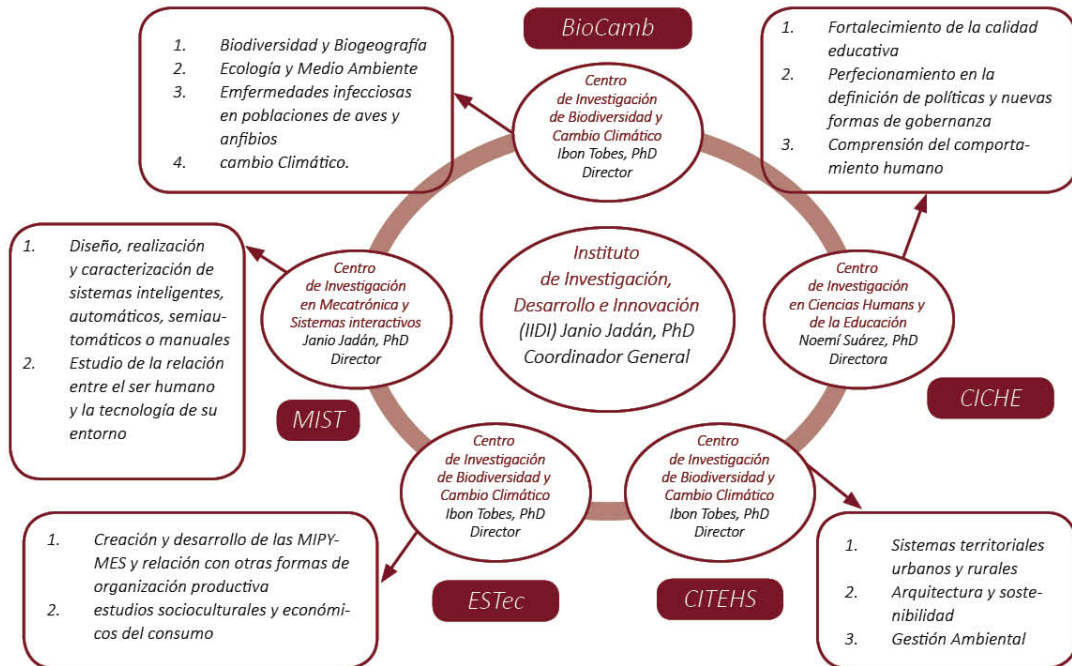 BioCamb
1. Biodiversidad y Biogeografía
2. Ecología y Medio Ambiente
3. Emfermedades infecciosas
en poblaciones de aves y
anfibios
4. cambio Climático.
Centro
de Investigación
de Biodiversidad y
Cambio Climático
Ibon Tobes, PhD
Director
1. Fortalecimiento de la calidad
educativa
2. Perfecionamiento en la
definición de políticas y nuevas
formas de gobernanza
3. Comprensión del comporta-
miento humano
1. Diseño, realización
y caracterización de
sistemas inteligentes,
automáticos, semiau-
tomáticos o manuales
2. Estudio de la relación
entre el ser humano
y la tecnología de su
entorno
Centro
de Investigación
en Mecatrónica y
Sistemas interactivos
Janio Jadán, PhD
Director
MIST
Instituto
de Investigación,
Desarrollo e Innovación
(IIDI) Janio Jadán, PhD
Coordinador General
Centro
de Investigación
en Ciencias Humans y
de la Educación
Noemí Suárez, PhD
Directora
CICHE
Centro
de Investigación
de Biodiversidad y
Cambio Climático
Ibon Tobes, PhD
Director
ESTec
Centro
de Investigación
de Biodiversidad y
Cambio Climático
Ibon Tobes, PhD
Director
CITEHS
1. Creación y desarrollo de las MIPY-
MES y relación con otras formas de
organización productiva
2. estudios socioculturales y económi-
cos del consumo
1. Sistemas territoriales
urbanos y rurales
2. Arquitectura y soste-
nibilidad
3. Gestión Ambiental